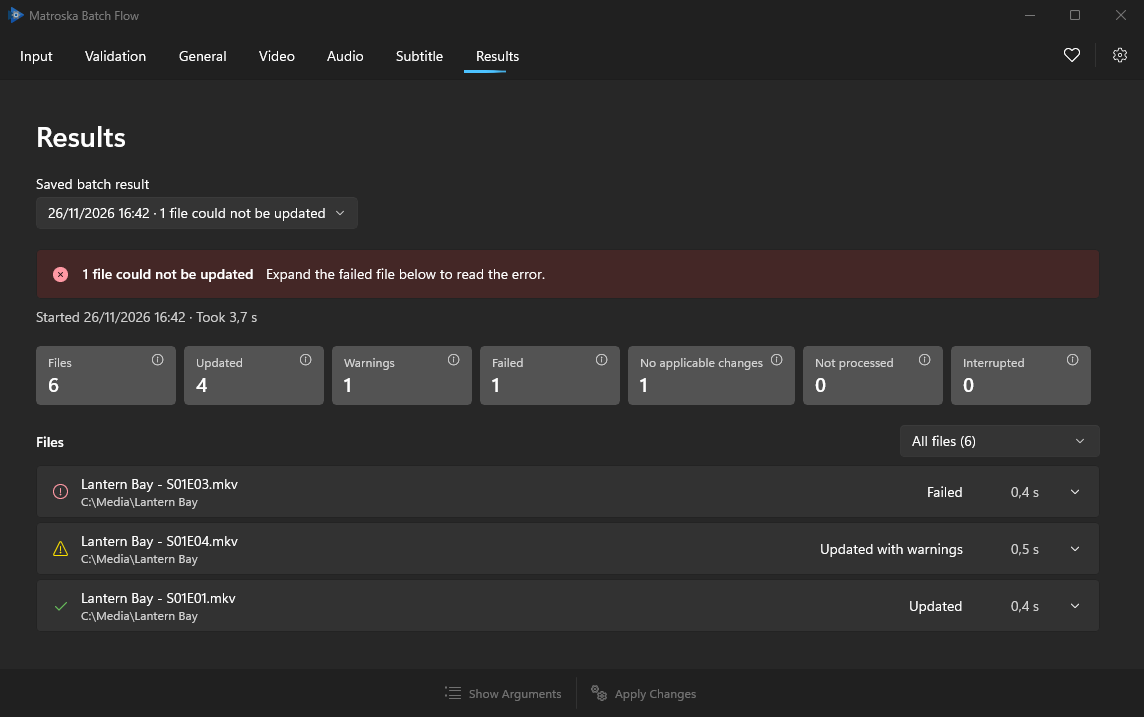 Matroska Batch Flow
Input Validation General Video Audio Subtitle Results
Results
Saved batch result
26/11/2026 16:42 · 1 file could not be updated
1 file could not be updated Expand the failed file below to read the error.
Started 26/11/2026 16:42 · Took 3,7 s
Files Updated Warnings Failed No applicable changes Not processed Interrupted
6 4 1 1 1 0 0
Files All files (6)
Lantern Bay - S01E03.mkv
C:\Media\Lantern Bay
Failed 0,4 s
Lantern Bay - S01E04.mkv
C:\Media\Lantern Bay
Updated with warnings 0,5 s
Lantern Bay - S01E01.mkv
C:\Media\Lantern Bay
Updated 0,4 s
Show Arguments Apply Changes